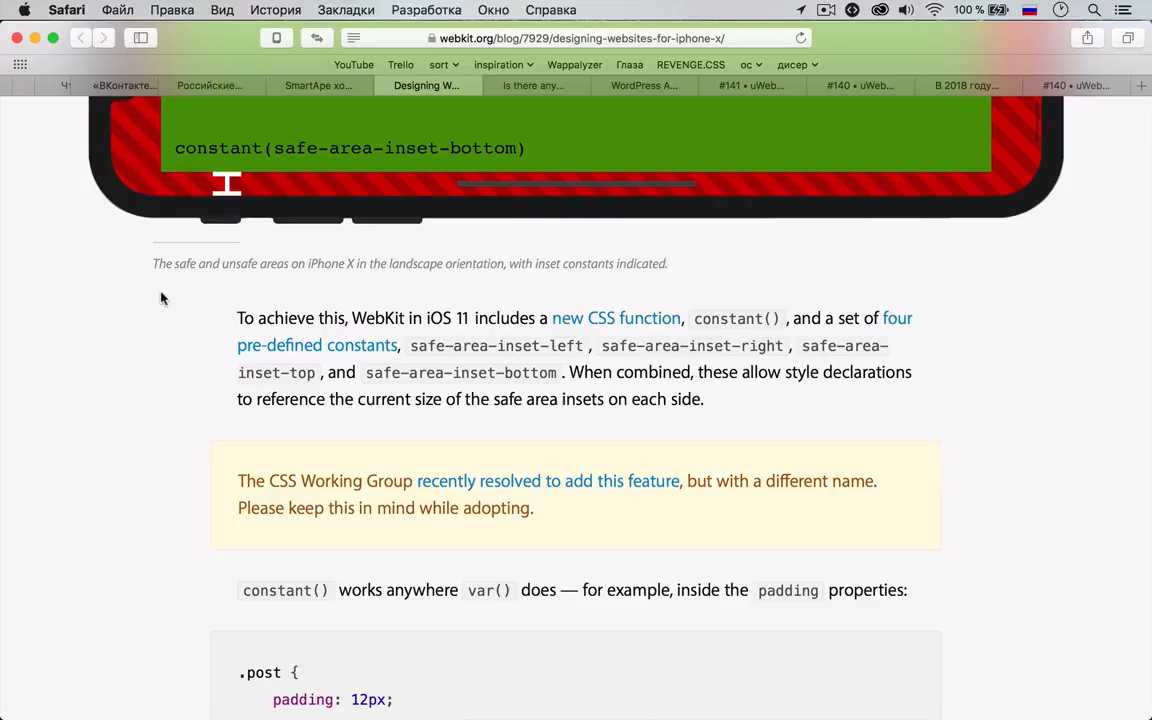 Safari Файл Правка Вид История Закладки Разработка Окно Справка 100 %
webkit.org/blog/7929/designing-websites-for-iphone-x/
YouTube Trello sort inspiration Wappalyzer Глаза REVENGE.CSS ос дисер
Чт «ВКонтакте... Российские... SmartApe хо... Designing W... Is there any... WordPress A... #141 • uWeb... #140 • uWeb... В 2018 году... #140 • uWeb...
constant(safe-area-inset-bottom)
The safe and unsafe areas on iPhone X in the landscape orientation, with inset constants indicated.
To achieve this, WebKit in iOS 11 includes a new CSS function, constant(), and a set of four
pre-defined constants, safe-area-inset-left, safe-area-inset-right, safe-area-
inset-top, and safe-area-inset-bottom. When combined, these allow style declarations
to reference the current size of the safe area insets on each side.
The CSS Working Group recently resolved to add this feature, but with a different name.
Please keep this in mind while adopting.
constant() works anywhere var() does — for example, inside the padding properties:
.post {
padding: 12px;